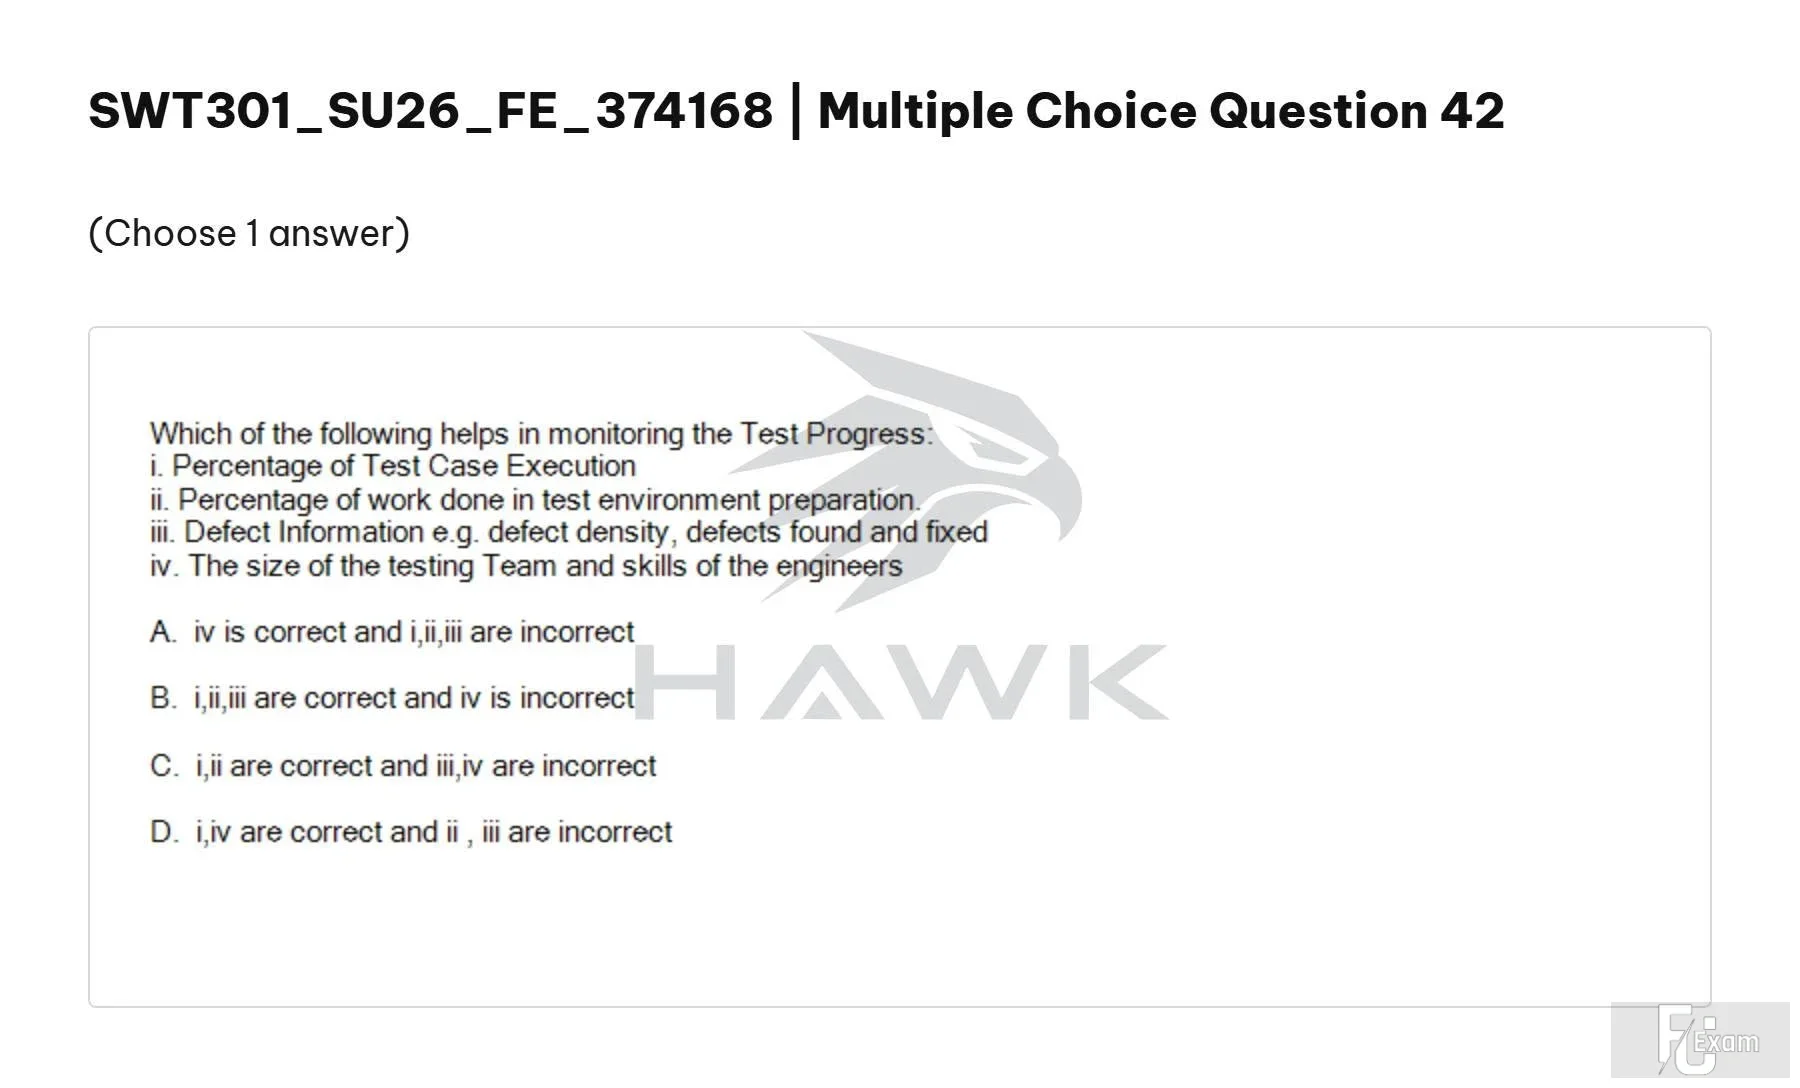 SWT301_SU26_FE_374168 | Multiple Choice Question 42
(Choose 1 answer)
Which of the following helps in monitoring the Test Progress:
i. Percentage of Test Case Execution
ii. Percentage of work done in test environment preparation.
iii. Defect Information e.g. defect density, defects found and fixed
iv. The size of the testing Team and skills of the engineers
A. iv is correct and i,ii,iii are incorrect
B. i,ii,iii are correct and iv is incorrect
C. i,ii are correct and iii,iv are incorrect
D. i,iv are correct and ii , iii are incorrect
HAWK
Exam